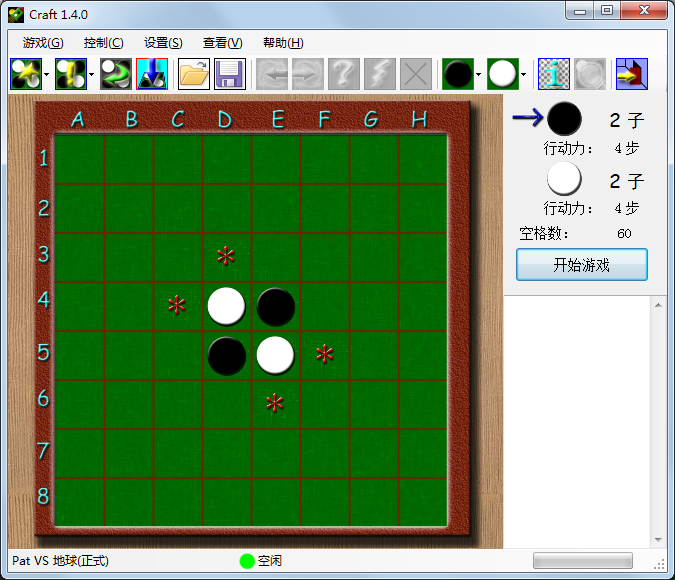 Craft 1.4.0
游戏(G) 控制(C) 设置(S) 查看(V) 帮助(H)
A B C D E F G H
1
2
3
4
5
6
7
8
2 子
行动力: 4 步
2 子
行动力: 4 步
空格数: 60
开始游戏
Pat VS 地球(正式) 空闲